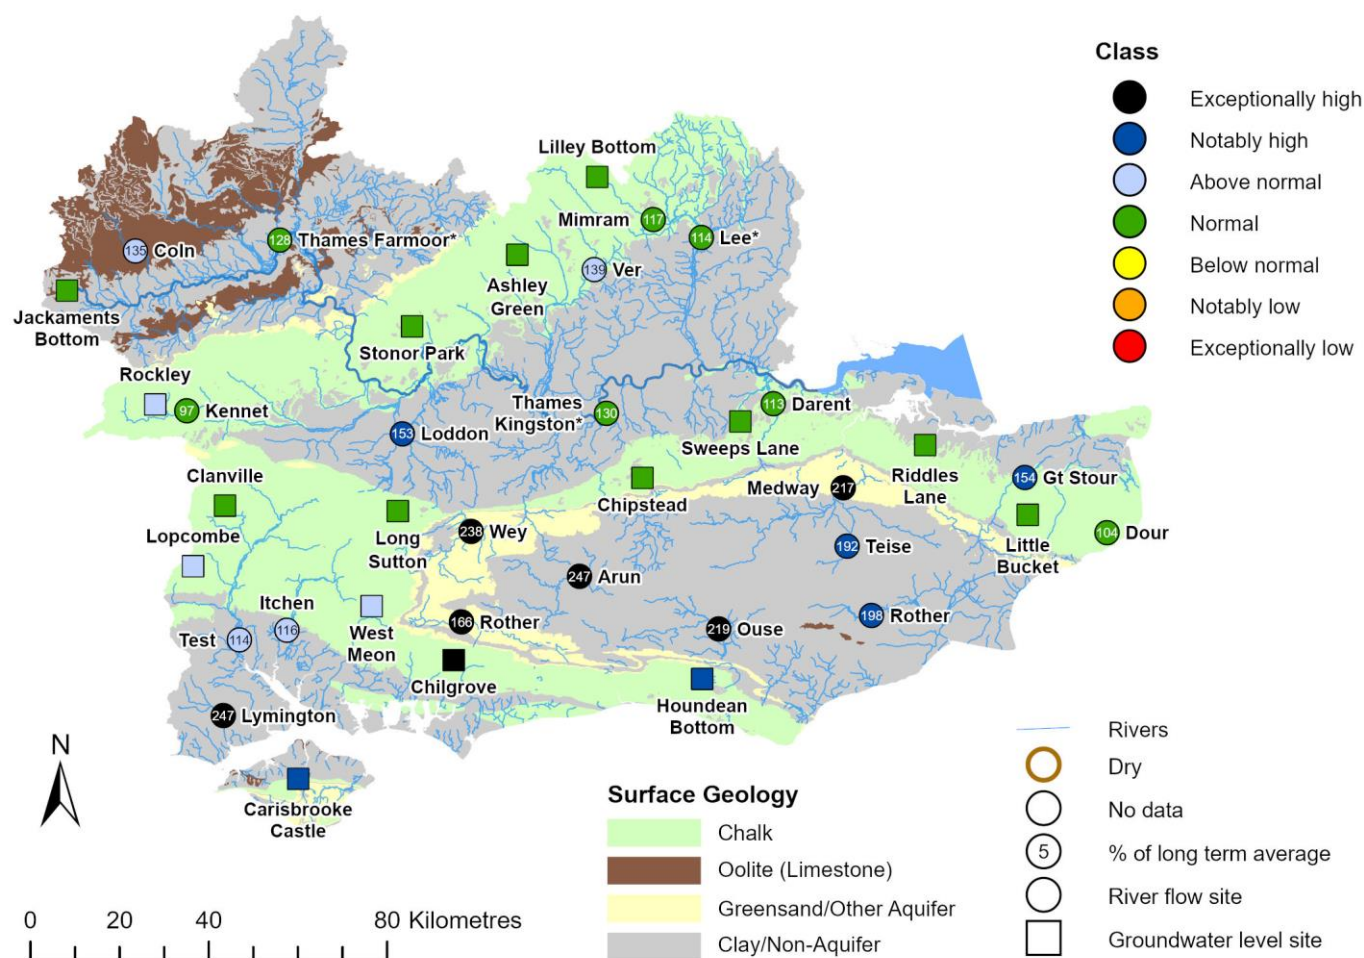 Class
Exceptionally high
Notably high
Above normal
Normal
Below normal
Notably low
Exceptionally low
Lilley Bottom
Mimram
117
114
Lee*
135
Coln
128
Thames Farmoor*
Ashley
Green
139
Ver
Jackaments
Bottom
Stonor Park
Rockley
97
Kennet
153
Loddon
Thames
Kingston*
130
113
Darent
Sweeps Lane
Clanville
Lopcombe
Long
Sutton
Chipstead
Medway
217
Riddles
Lane
154
Gt Stour
238
Wey
192
Teise
Little
Bucket
104
Dour
247
Arun
Itchen
116
Test
114
West
Meon
166
Rother
219
Ouse
198
Rother
Chilgrove
Houndean
Bottom
247
Lymington
N
Carisbrooke
Castle
Surface Geology
Chalk
Oolite (Limestone)
Greensand/Other Aquifer
Clay/Non-Aquifer
Rivers
Dry
No data
5
% of long term average
River flow site
Groundwater level site
0 20 40 80 Kilometres